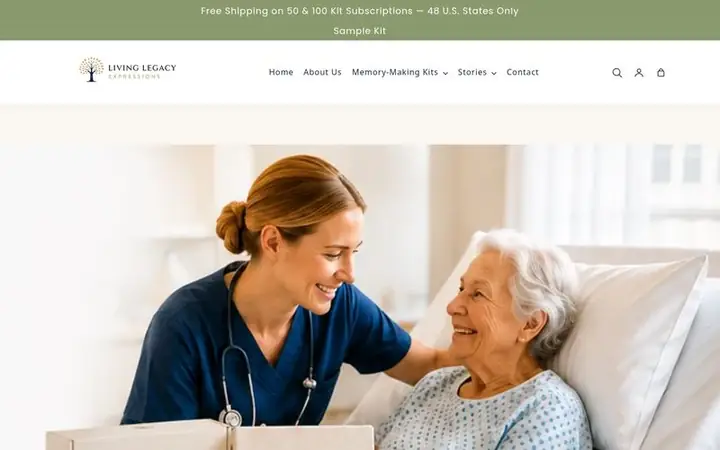 Free Shipping on 50 & 100 Kit Subscriptions — 48 U.S. States Only
Sample Kit
LIVING LEGACY
EXPRESSIONS
Home About Us Memory-Making Kits Stories Contact